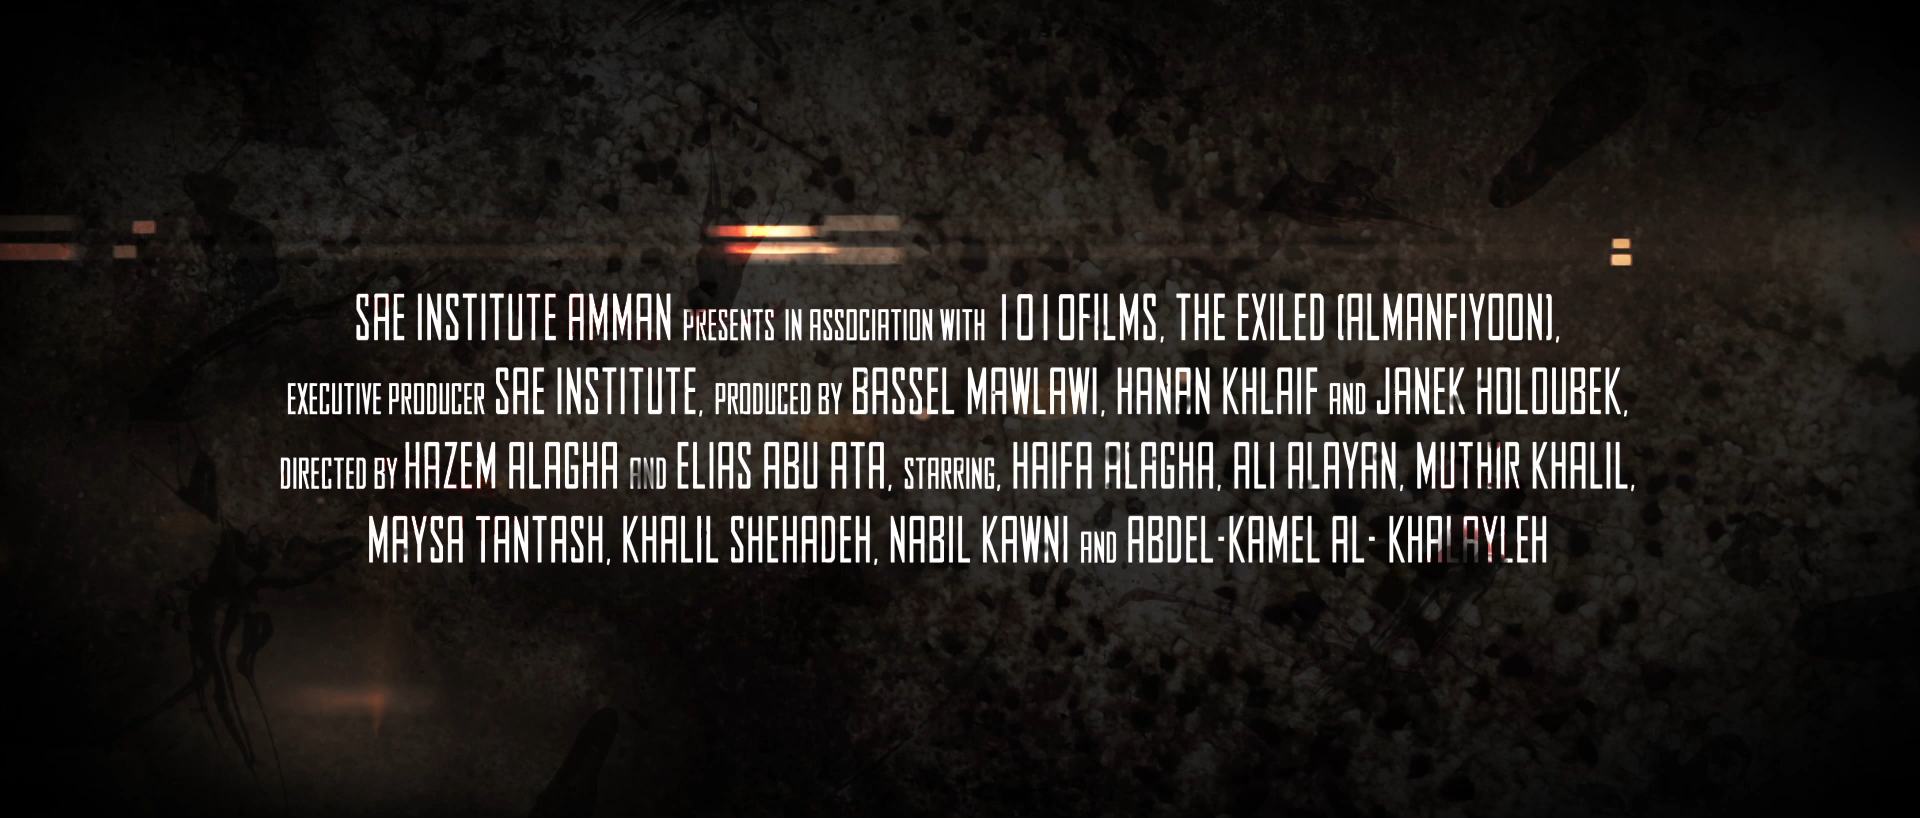 SAE INSTITUTE AMMAN PRESENTS IN ASSOCIATION WITH 1010FILMS, THE EXILED (ALMANFIYOON),
EXECUTIVE PRODUCER SAE INSTITUTE, PRODUCED BY BASSEL MAWLAWI, HANAN KHLAIF AND JANEK HOLOUBEK,
DIRECTED BY HAZEM ALAGHA AND ELIAS ABU ATA, STARRING, HAIFA ALAGHA, ALI ALAYAN, MUTHIR KHALIL,
MAYSA TANTASH, KHALIL SHEHADEH, NABIL KAWNI AND ABDEL-KAMEL AL- KHALAYLEH